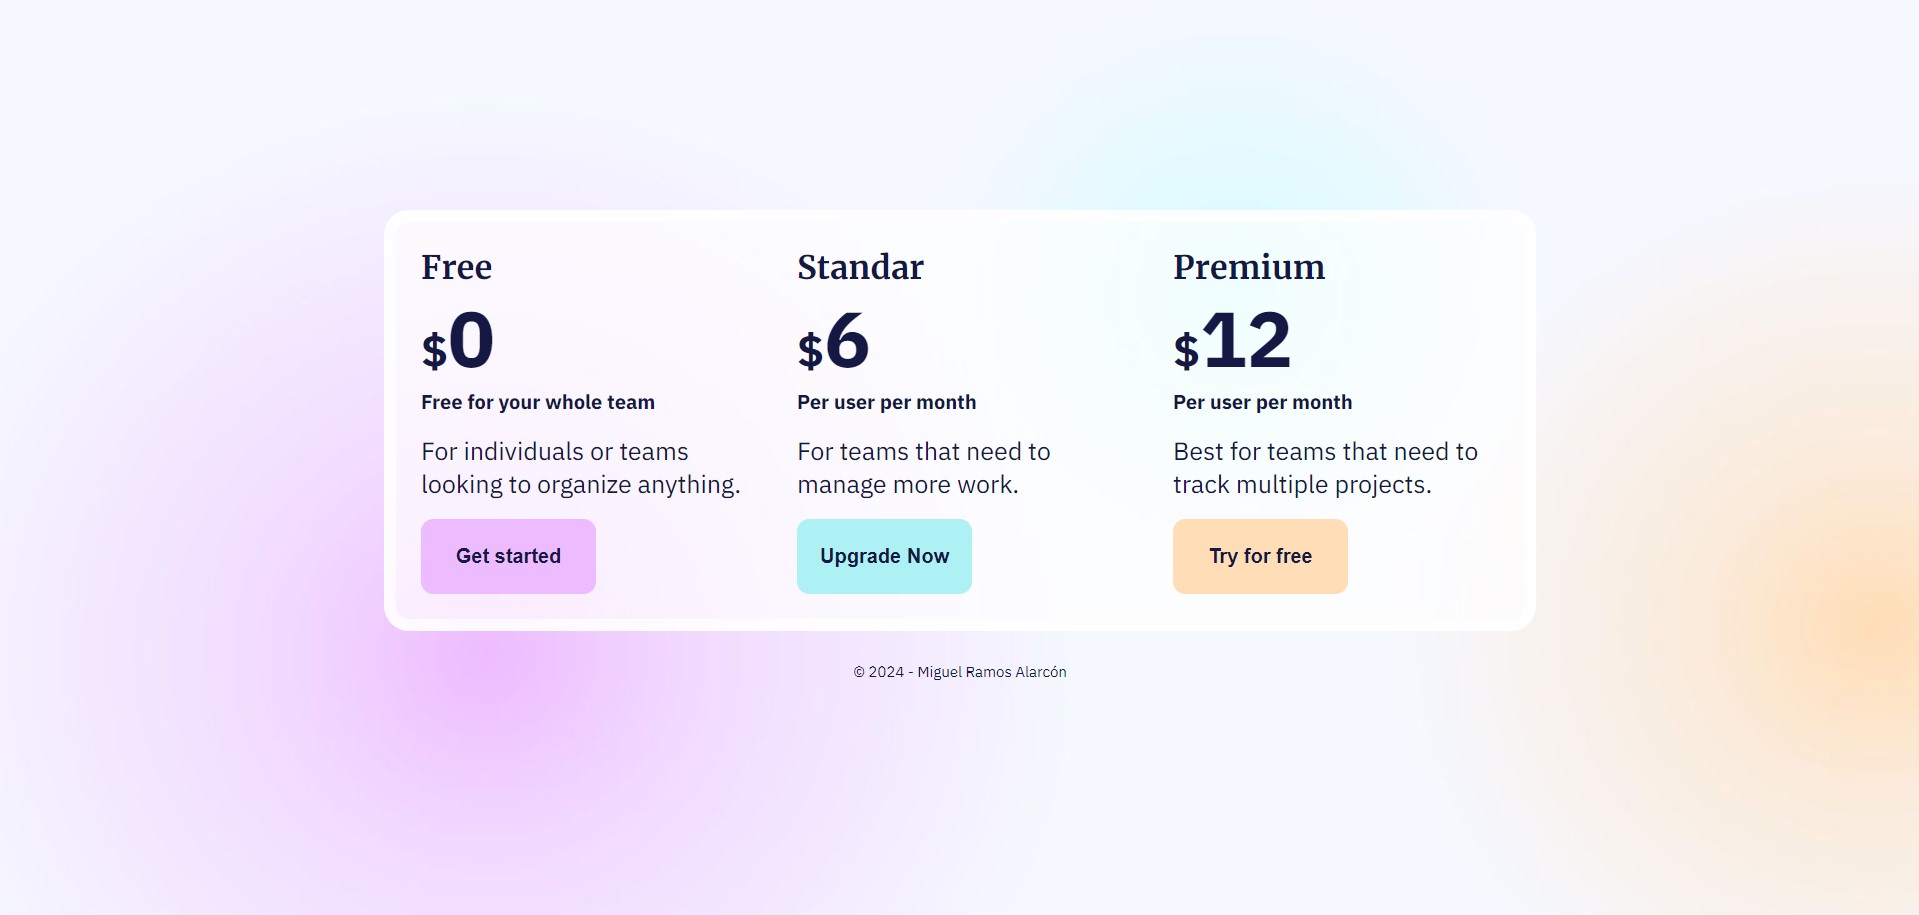 Free
$0
Free for your whole team
For individuals or teams
looking to organize anything.
Get started
Standar
$6
Per user per month
For teams that need to
manage more work.
Upgrade Now
Premium
$12
Per user per month
Best for teams that need to
track multiple projects.
Try for free
© 2024 - Miguel Ramos Alarcón